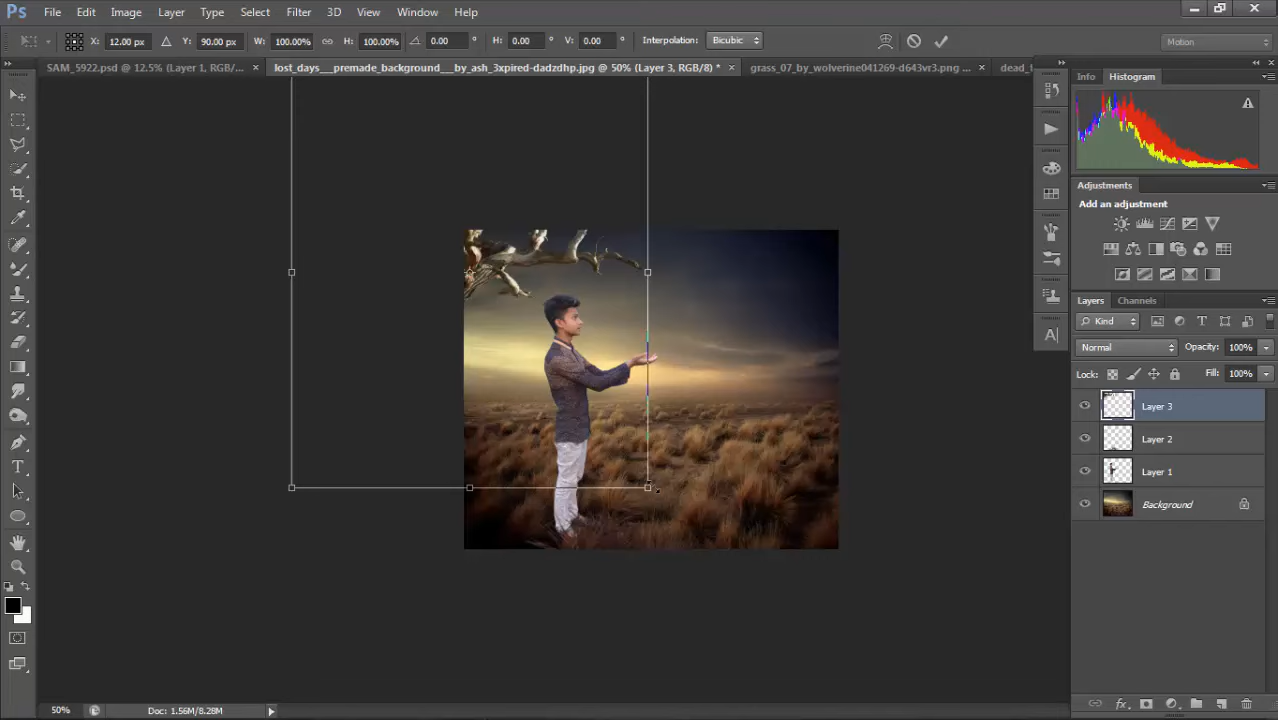 Ps File Edit Image Layer Type Select Filter 3D View Window Help
X: 12.00 px Y: 90.00 px W: 100.00% H: 100.00% 0.00 ° H: 0.00 ° V: 0.00 ° Interpolation: Bicubic Motion
SAM_5922.psd @ 12.5% (Layer 1, RGB/... × lost_days___premade_background___by_ash_3xpired-dadzdhp.jpg @ 50% (Layer 3, RGB/8) * × grass_07_by_wolverine041269-d643vr3.png ... ×
Info Histogram
Adjustments
Add an adjustment
Layers Channels
Kind
Normal Opacity: 100%
Lock: Fill: 100%
Layer 3
Layer 2
Layer 1
Background
A
T
50% Doc: 1.56M/8.28M